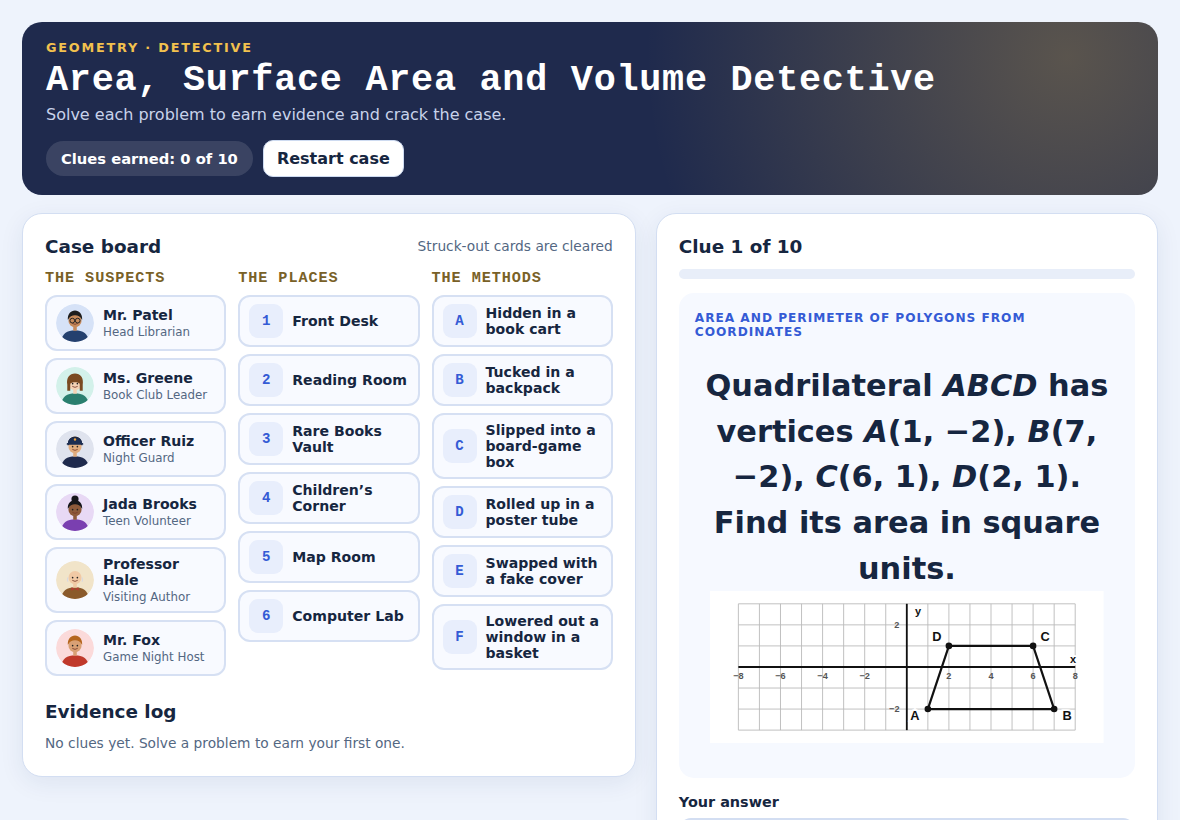 GEOMETRY · DETECTIVE
Area, Surface Area and Volume Detective
Solve each problem to earn evidence and crack the case.
Clues earned: 0 of 10
Restart case
Case board
Struck-out cards are cleared
THE SUSPECTS
Mr. Patel
Head Librarian
Ms. Greene
Book Club Leader
Officer Ruiz
Night Guard
Jada Brooks
Teen Volunteer
Professor
Hale
Visiting Author
Mr. Fox
Game Night Host
THE PLACES
1
Front Desk
2
Reading Room
3
Rare Books
Vault
4
Children’s
Corner
5
Map Room
6
Computer Lab
THE METHODS
A
Hidden in a
book cart
B
Tucked in a
backpack
C
Slipped into a
board-game
box
D
Rolled up in a
poster tube
E
Swapped with
a fake cover
F
Lowered out a
window in a
basket
Evidence log
No clues yet. Solve a problem to earn your first one.
Clue 1 of 10
AREA AND PERIMETER OF POLYGONS FROM
COORDINATES
Quadrilateral ABCD has
vertices A(1, −2), B(7,
−2), C(6, 1), D(2, 1).
Find its area in square
units.
y
2
D
C
x
−8 −6 −4 −2 2 4 6 8
−2
A
B
Your answer